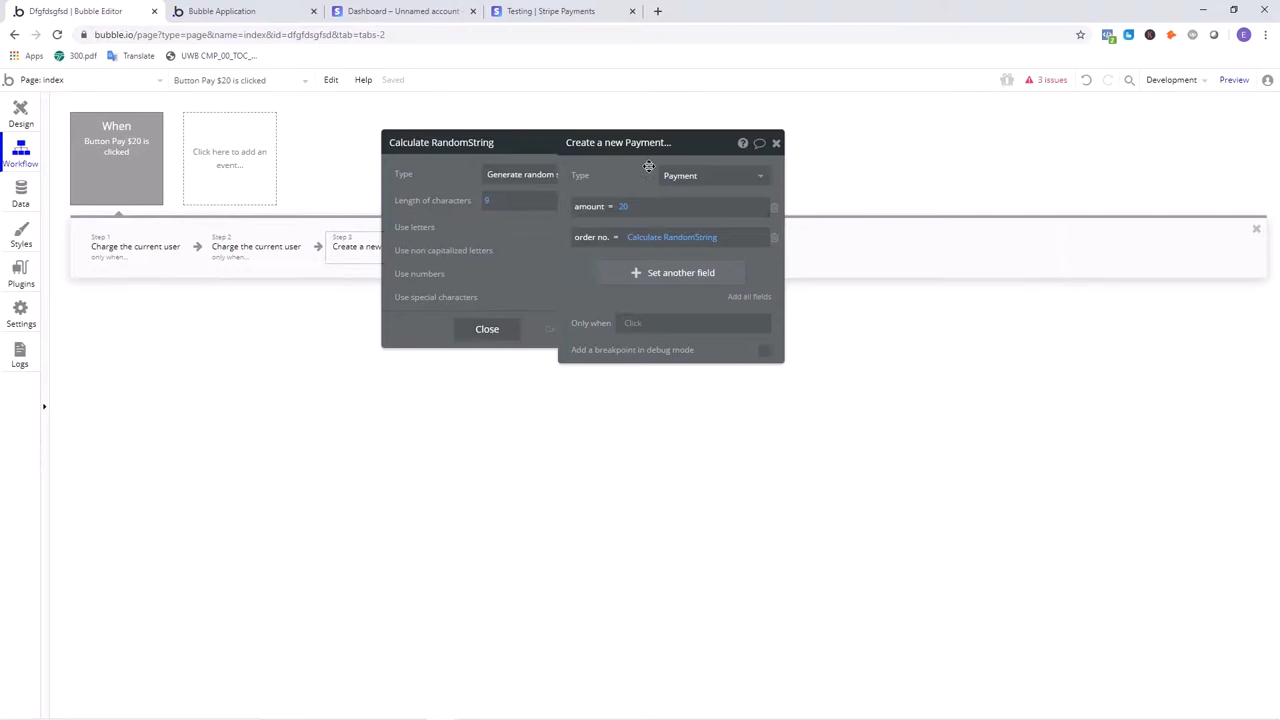 Dfgfdsgfsd | Bubble Editor
Bubble Application
Dashboard – Unnamed account
Testing | Stripe Payments
bubble.io/page?type=page&name=index&id=dfgfdsgfsd&tab=tabs-2
E
Apps
300.pdf
Translate
UWB CMP_00_TOC_...
Page: index
Button Pay $20 is clicked
Edit
Help
Saved
3 issues
Development
Preview
Design
Workflow
Data
Styles
Plugins
Settings
Logs
When
Button Pay $20 is
clicked
Click here to add an
event...
Step 1
Charge the current user
only when...
Step 2
Charge the current user
only when...
Step 3
Create a new
Calculate RandomString
Type
Generate random s
Length of characters
9
Use letters
Use non capitalized letters
Use numbers
Use special characters
Close
Create a new Payment...
Type
Payment
amount = 20
order no. = Calculate RandomString
Set another field
Add all fields
Only when
Click
Add a breakpoint in debug mode